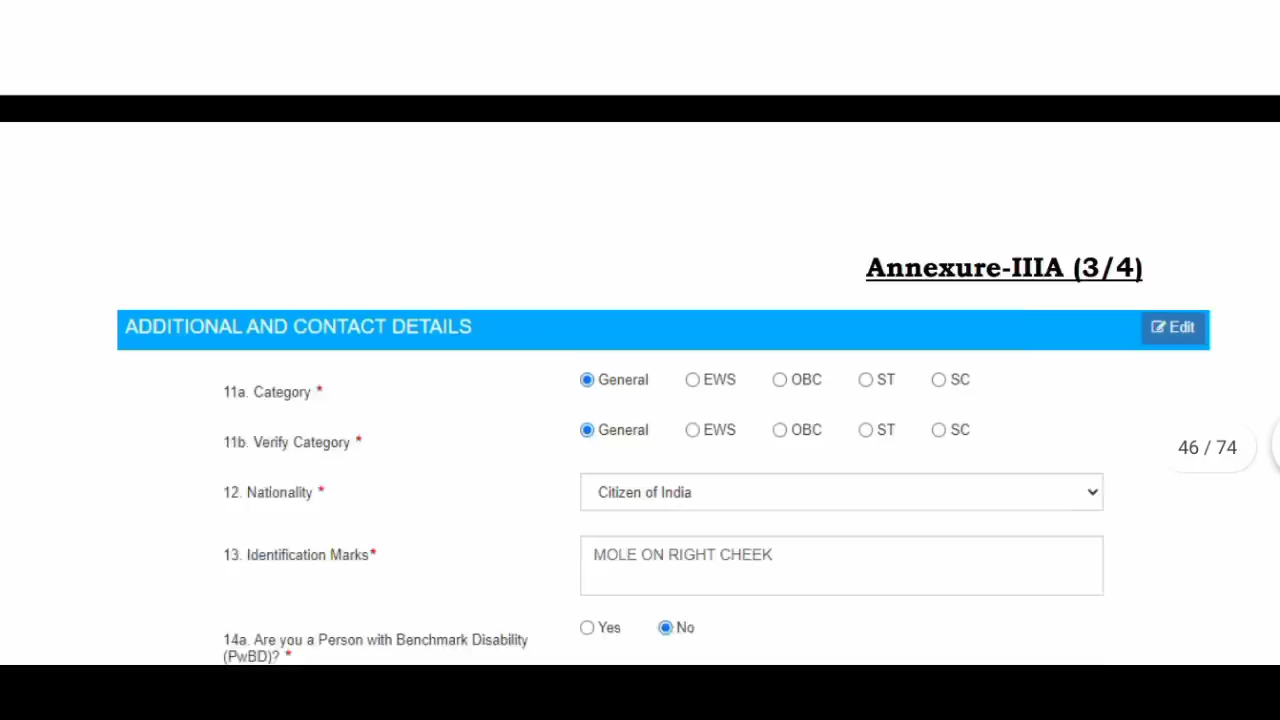 Annexure-IIIA (3/4)
ADDITIONAL AND CONTACT DETAILS Edit
11a. Category * General EWS OBC ST SC
11b. Verify Category * General EWS OBC ST SC
46 / 74
12. Nationality * Citizen of India
13. Identification Marks* MOLE ON RIGHT CHEEK
14a. Are you a Person with Benchmark Disability Yes No
(PwBD)? *